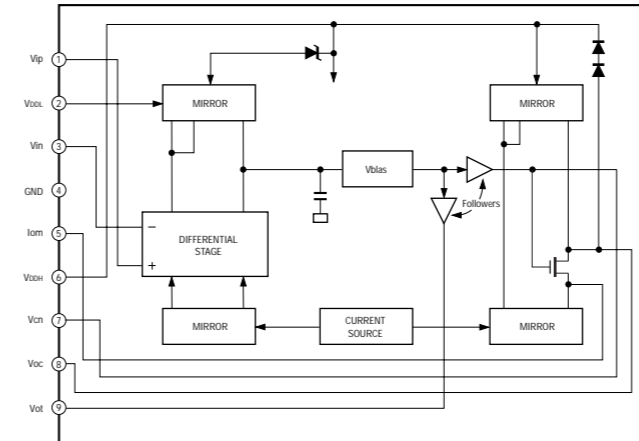 Vip 1
VDDL 2
Vin 3
GND 4
Iom 5
VDDH 6
Vcn 7
Voc 8
Vot 9
MIRROR
MIRROR
Vbias
Followers
−
DIFFERENTIAL
STAGE
+
MIRROR
CURRENT
SOURCE
MIRROR